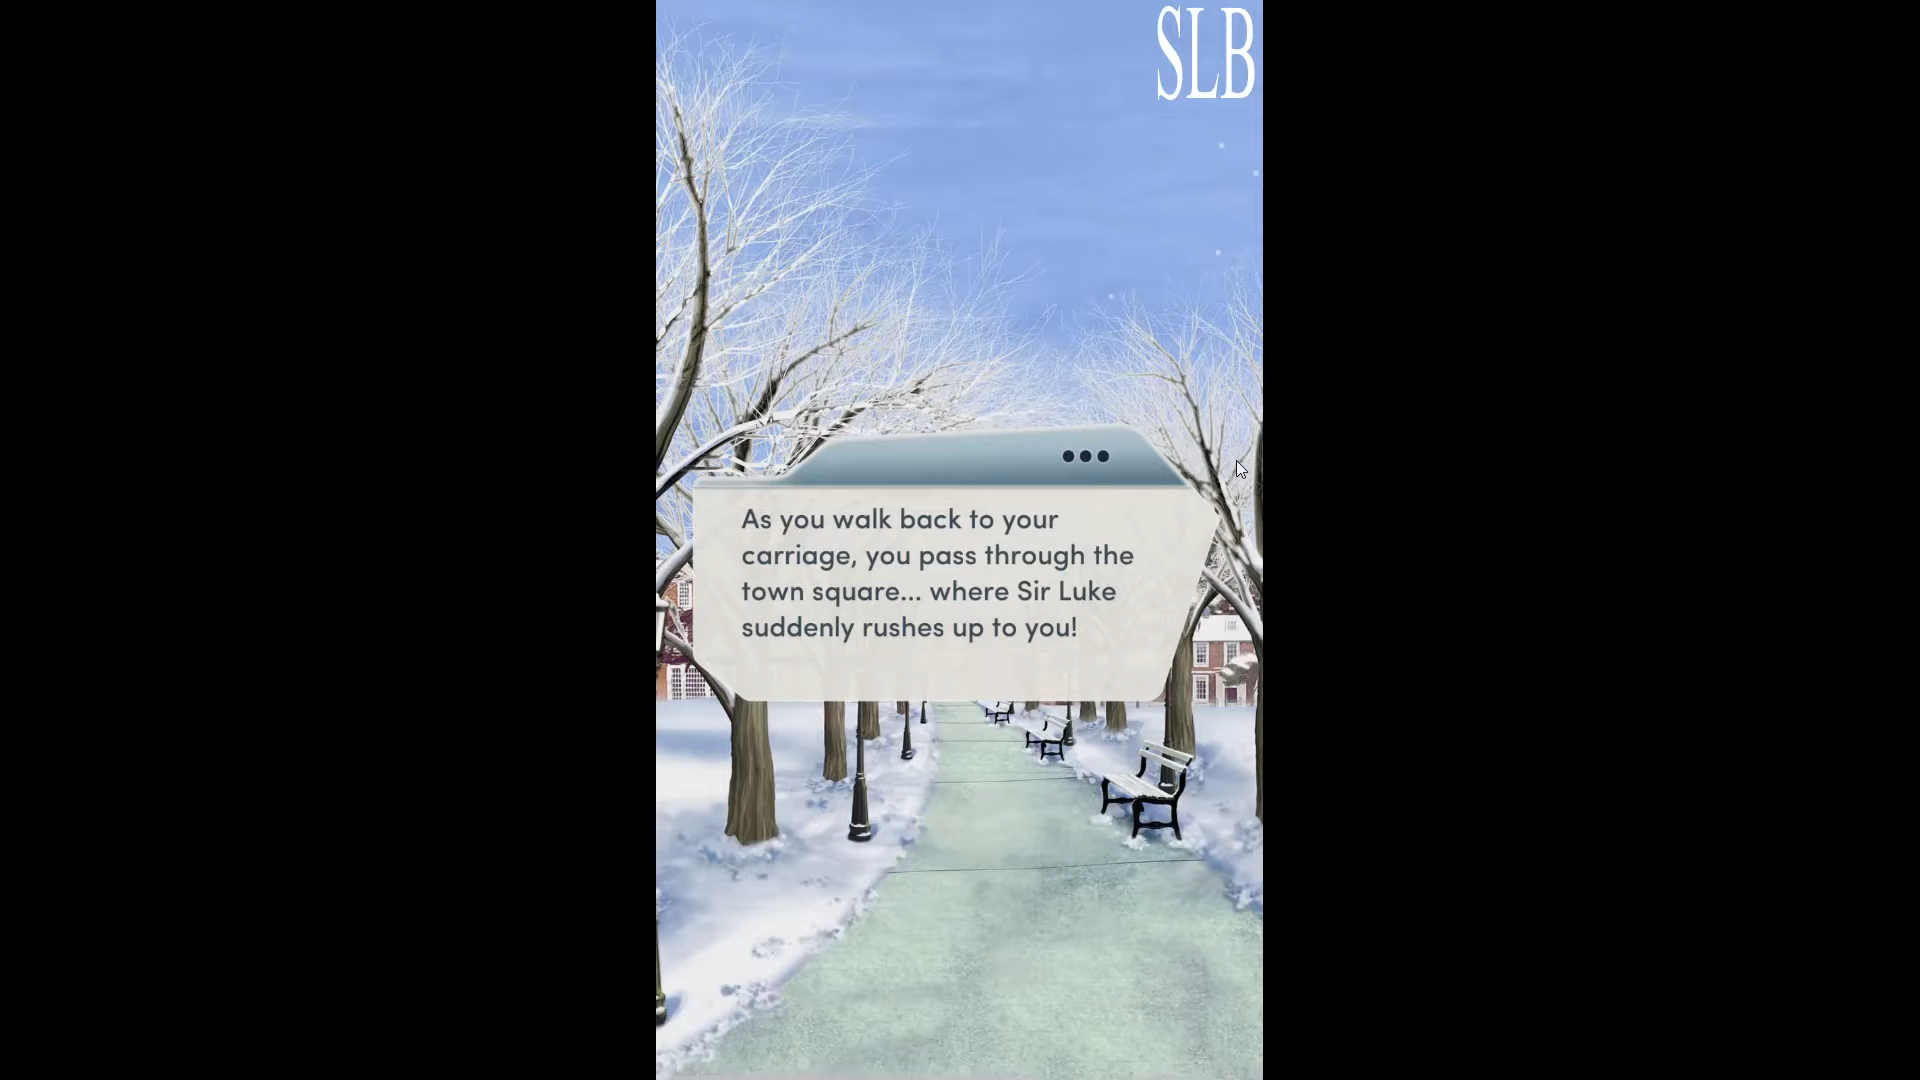 SLB
As you walk back to your
carriage, you pass through the
town square... where Sir Luke
suddenly rushes up to you!